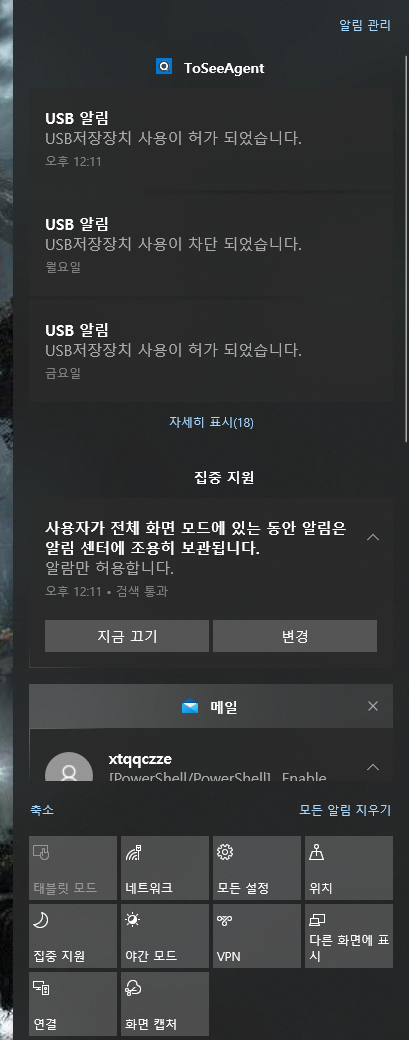 알림 관리
ToSeeAgent
USB 알림
USB저장장치 사용이 허가 되었습니다.
오후 12:11
USB 알림
USB저장장치 사용이 차단 되었습니다.
월요일
USB 알림
USB저장장치 사용이 허가 되었습니다.
금요일
자세히 표시(18)
집중 지원
사용자가 전체 화면 모드에 있는 동안 알림은
알림 센터에 조용히 보관됩니다.
알람만 허용합니다.
오후 12:11 • 검색 통과
지금 끄기
변경
메일
xtqqczze
[PowerShell/PowerShell] Enable
축소
모든 알림 지우기
태블릿 모드
네트워크
모든 설정
위치
집중 지원
야간 모드
VPN
다른 화면에 표
시
연결
화면 캡처